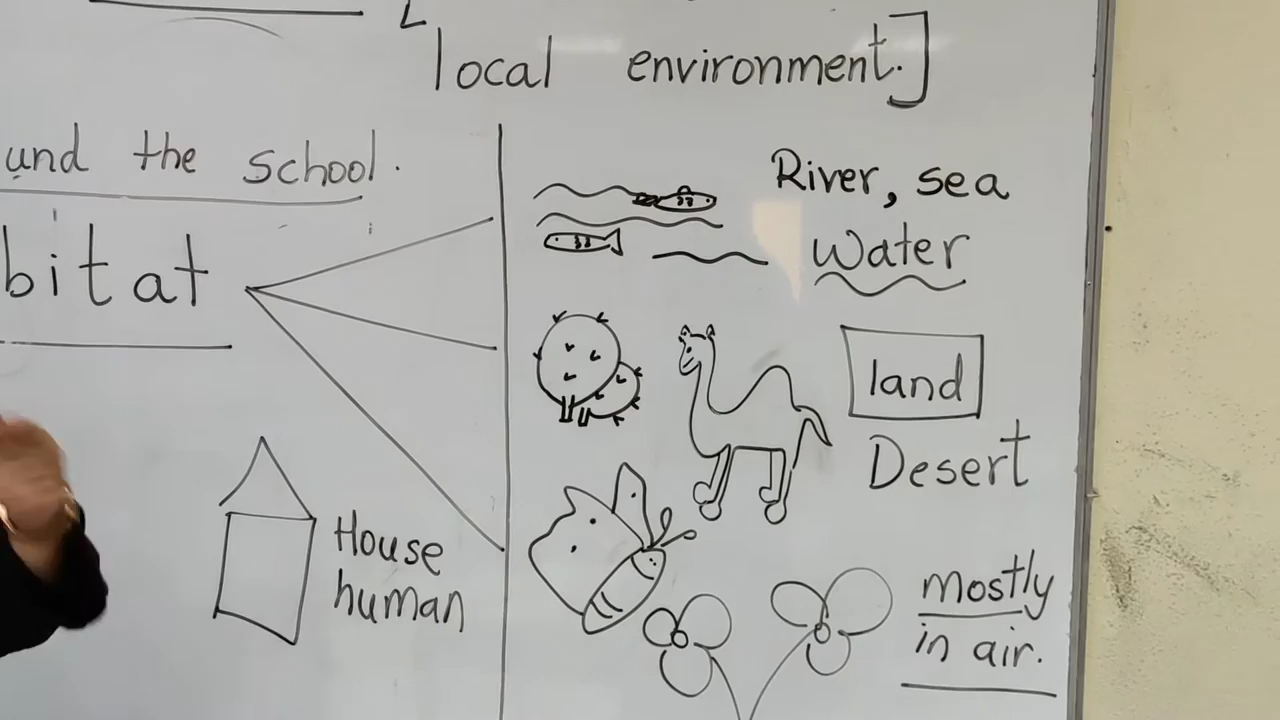 local environment.]
und the school.
bitat
River, sea
Water
land
Desert
House
human
mostly
in air.